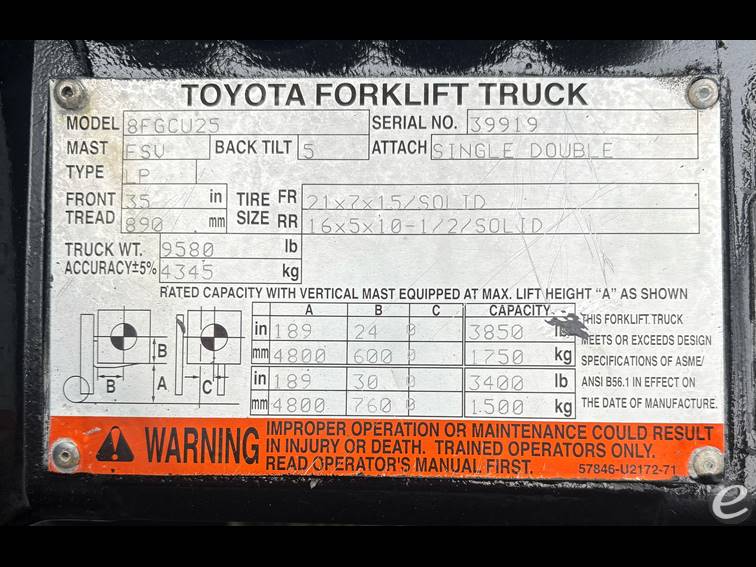 TOYOTA FORKLIFT TRUCK
MODEL 8FGCU25 SERIAL NO. 39919
MAST FSV BACK TILT 5 ATTACH SINGLE DOUBLE
TYPE LP
FRONT TREAD 35 in TIRE SIZE FR 21x7x15/SOLID
890 mm RR 16x5x10-1/2/SOLID
TRUCK WT. 9580 lb
ACCURACY±5% 4345 kg
RATED CAPACITY WITH VERTICAL MAST EQUIPPED AT MAX. LIFT HEIGHT "A" AS SHOWN
A B C CAPACITY
in 189 24 0 3850 lb
mm 4800 600 0 1750 kg
in 189 30 0 3400 lb
mm 4800 760 0 1500 kg
B
B A C
THIS FORKLIFT TRUCK
MEETS OR EXCEEDS DESIGN
SPECIFICATIONS OF ASME/
ANSI B56.1 IN EFFECT ON
THE DATE OF MANUFACTURE.
WARNING
IMPROPER OPERATION OR MAINTENANCE COULD RESULT
IN INJURY OR DEATH. TRAINED OPERATORS ONLY.
READ OPERATOR'S MANUAL FIRST. 57846-U2172-71
e